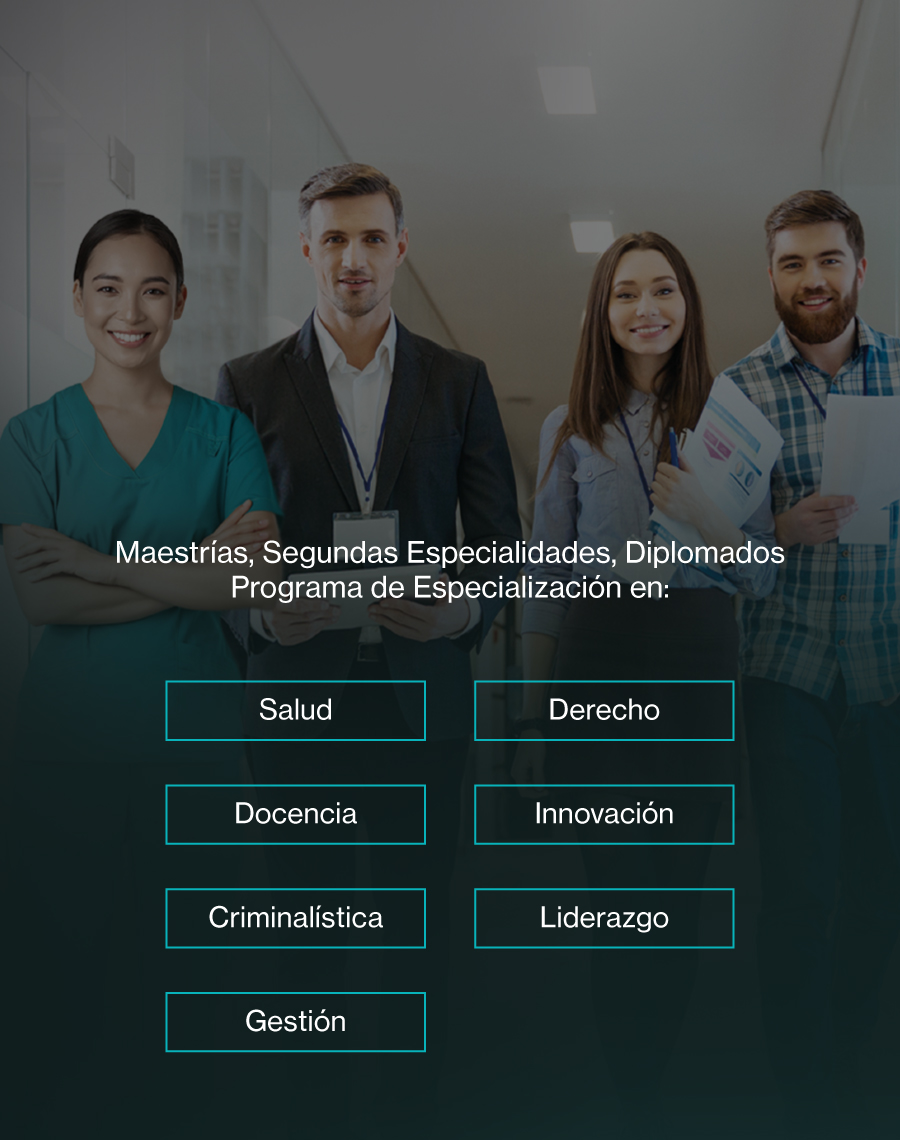 Maestrías, Segundas Especialidades, Diplomados
Programa de Especialización en:
Salud
Derecho
Docencia
Innovación
Criminalística
Liderazgo
Gestión